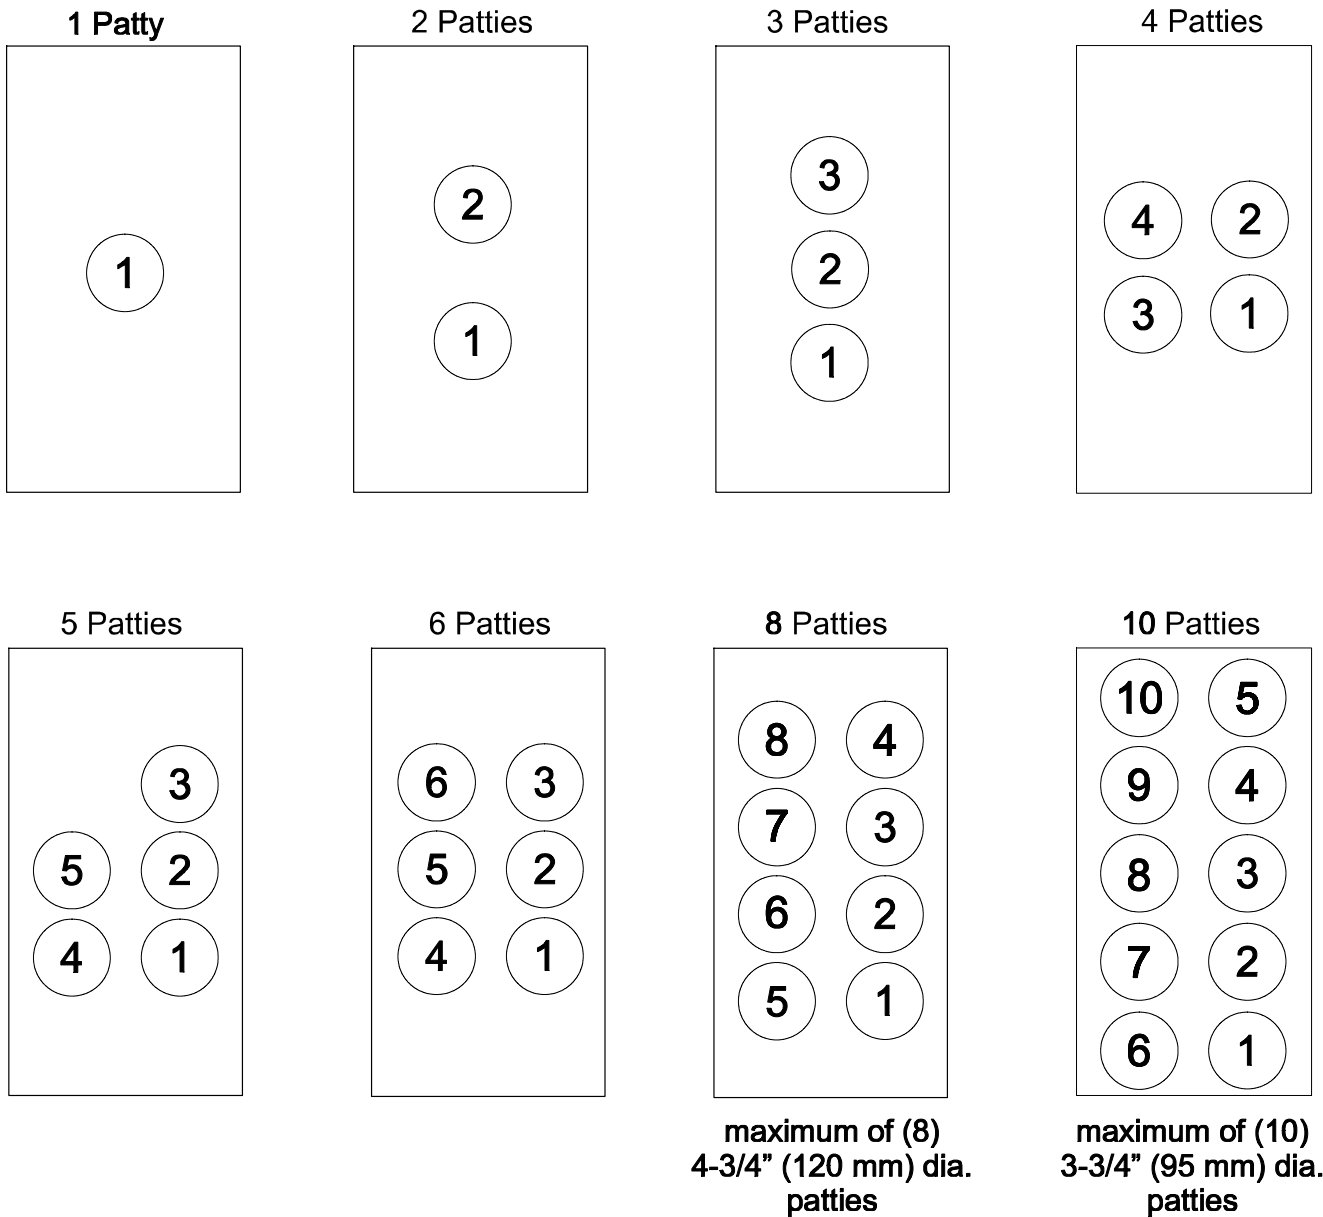 1 Patty
2 Patties
3 Patties
4 Patties
1
2
1
3
2
1
4 2
3 1
5 Patties
6 Patties
8 Patties
10 Patties
3
5 2
4 1
6 3
5 2
4 1
8 4
7 3
6 2
5 1
10 5
9 4
8 3
7 2
6 1
maximum of (8)
4-3/4” (120 mm) dia.
patties
maximum of (10)
3-3/4” (95 mm) dia.
patties